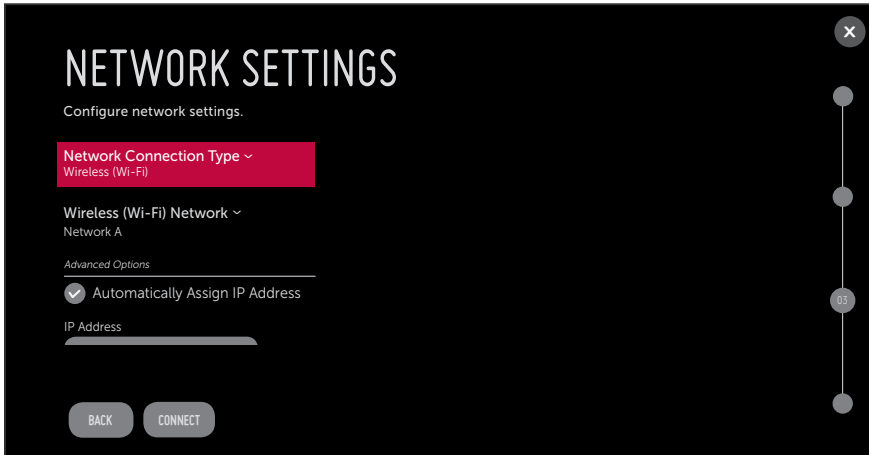 X
NETWORK SETTINGS
Configure network settings.
Network Connection Type
Wireless (Wi-Fi)
Wireless (Wi-Fi) Network
Network A
Advanced Options
Automatically Assign IP Address
03
IP Address
BACK CONNECT